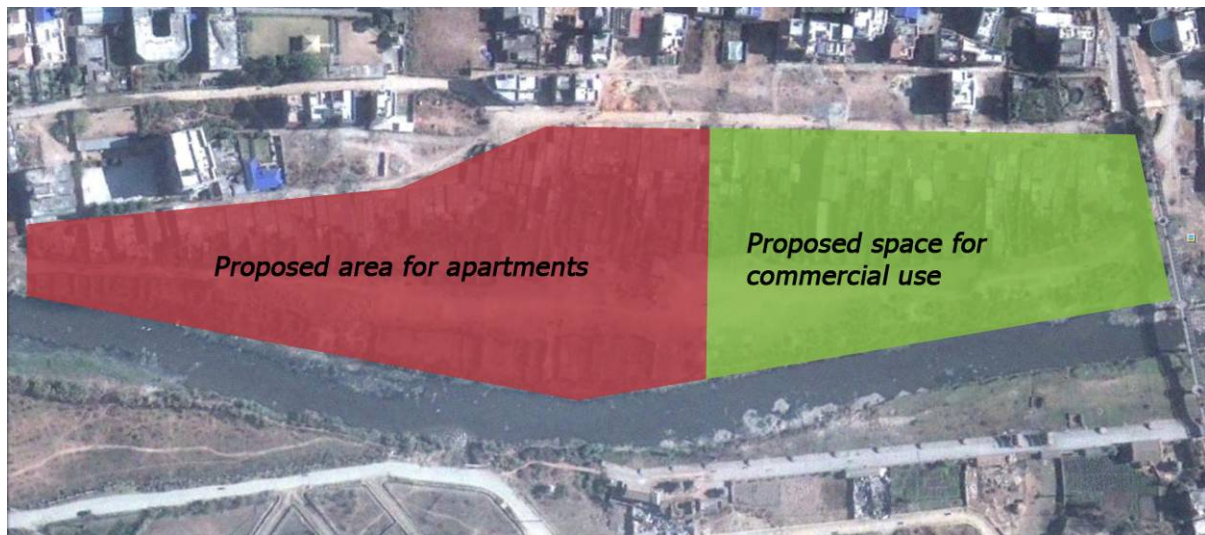 Proposed area for apartments
Proposed space for
commercial use